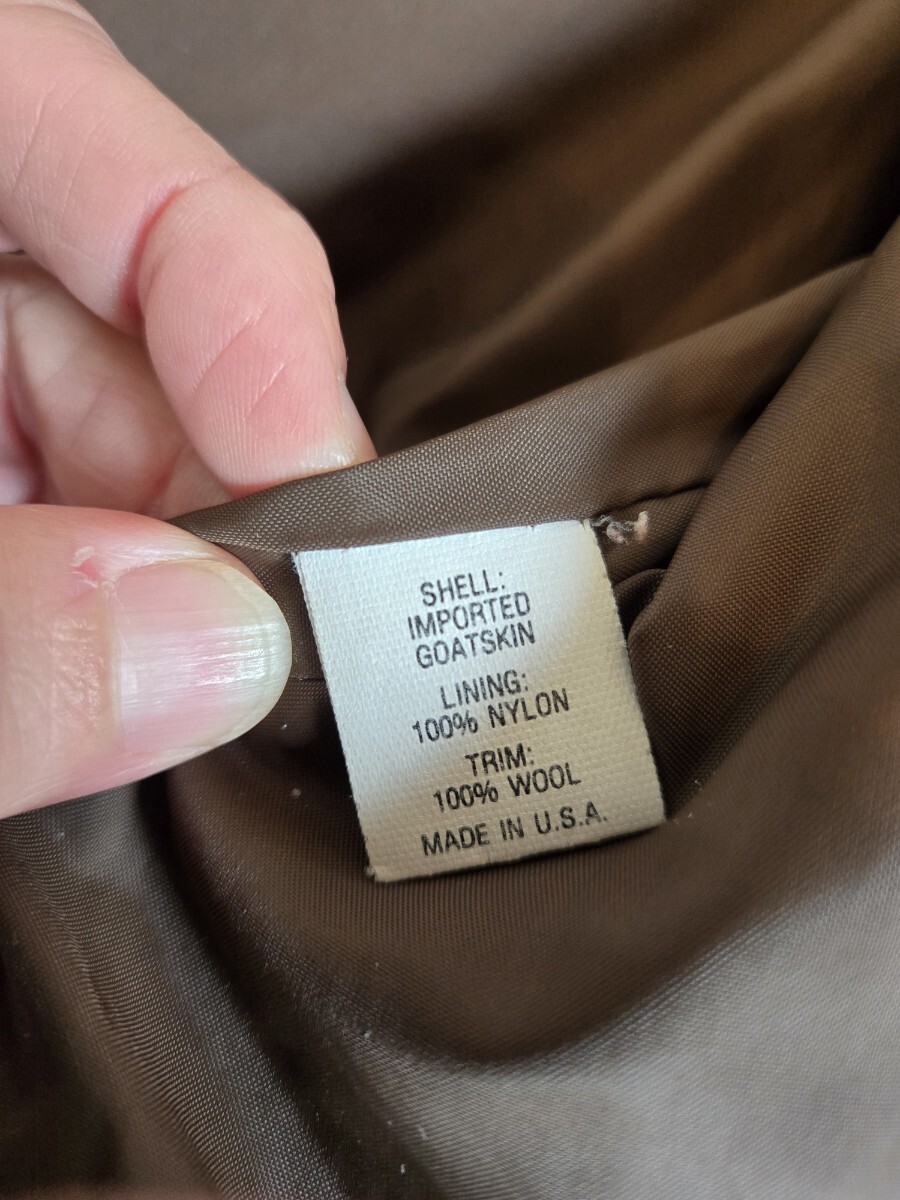 SHELL:
IMPORTED
GOATSKIN
LINING:
100% NYLON
TRIM:
100% WOOL
MADE IN U.S.A.